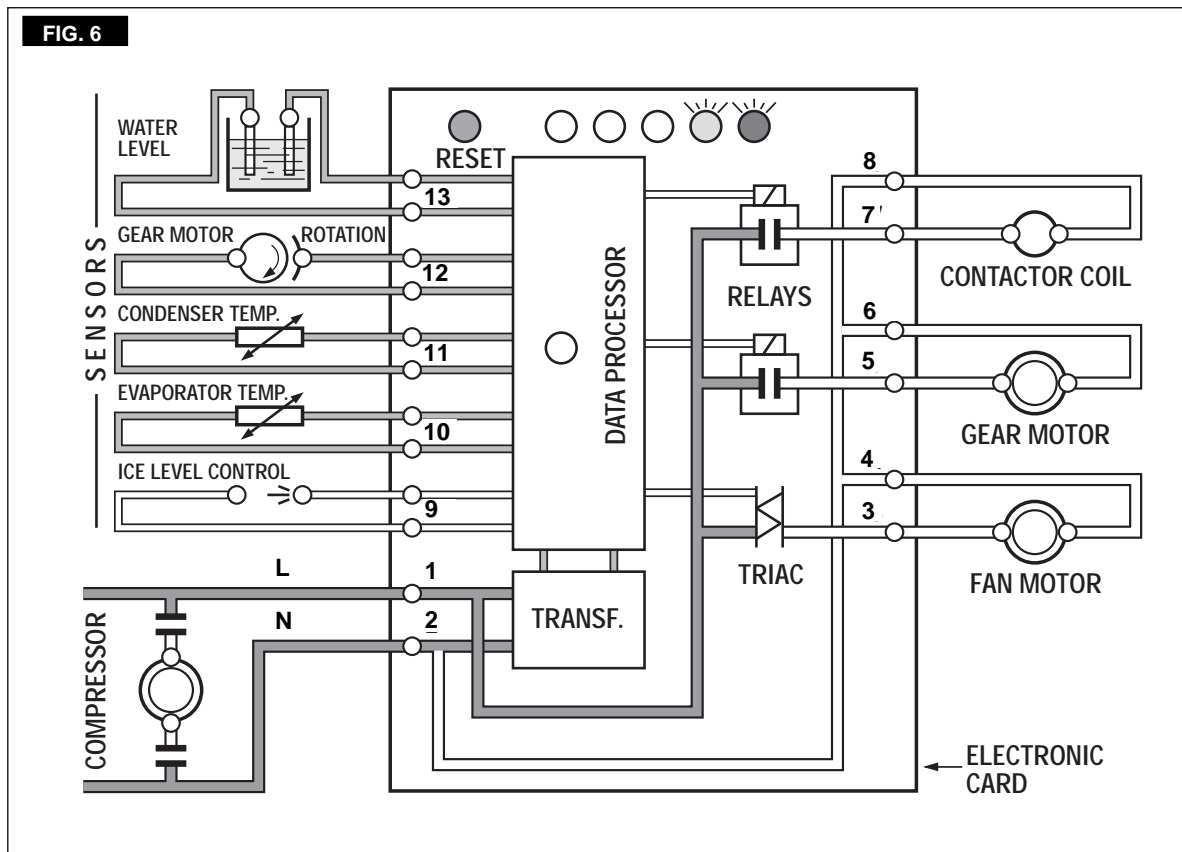 FIG. 6
WATER
LEVEL
RESET
13
8
7
GEAR MOTOR
ROTATION
12
CONTACTOR COIL
RELAYS
SENSORS
CONDENSER TEMP.
11
DATA PROCESSOR
6
5
EVAPORATOR TEMP.
10
GEAR MOTOR
ICE LEVEL CONTROL
9
4
3
TRIAC
FAN MOTOR
L
1
TRANSF.
N
2
COMPRESSOR
ELECTRONIC
CARD